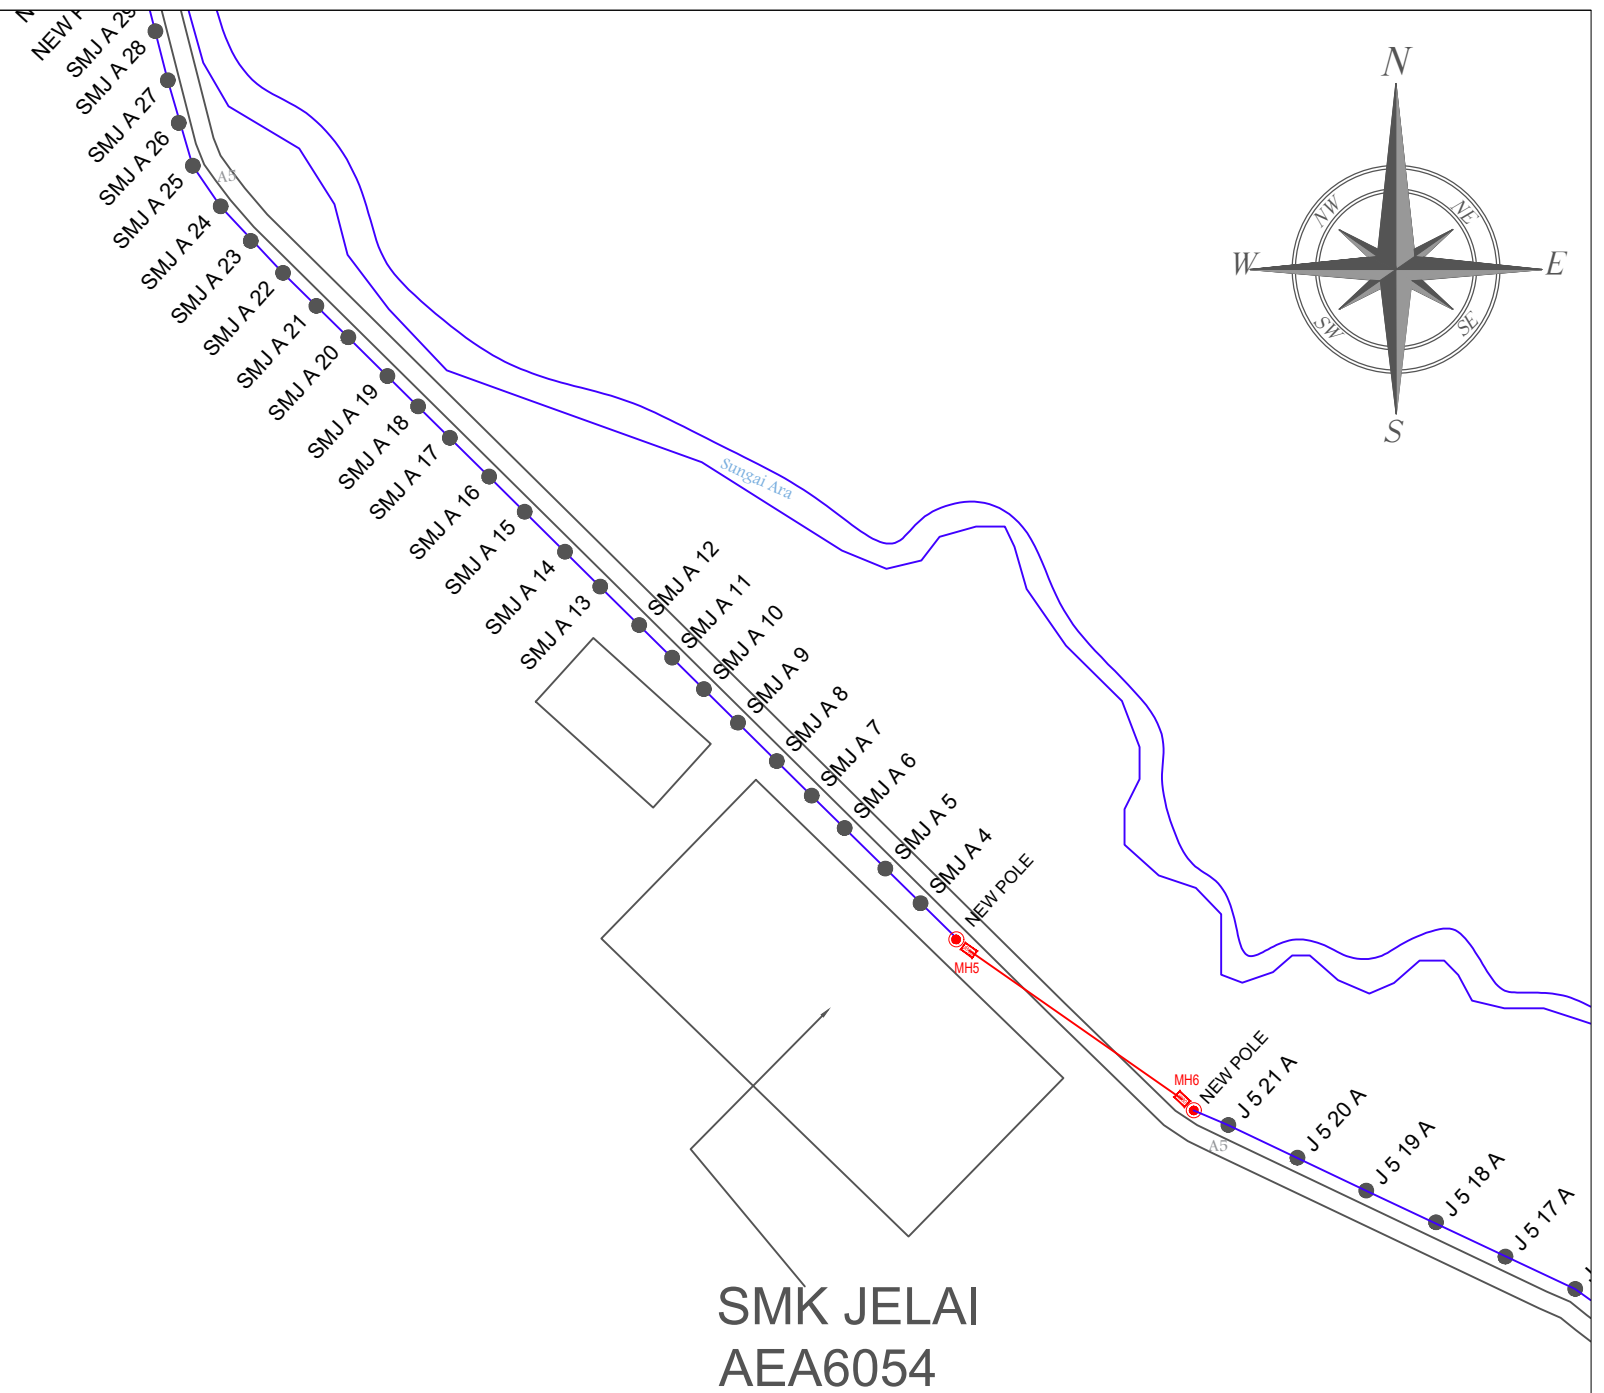 SMJ A 29
SMJ A 28
SMJ A 27
SMJ A 26
SMJ A 25
A5
SMJ A 24
SMJ A 23
SMJ A 22
SMJ A 21
SMJ A 20
SMJ A 19
SMJ A 18
SMJ A 17
SMJ A 16
SMJ A 15
SMJ A 14
SMJ A 13
SMJ A 12
SMJ A 11
SMJ A 10
SMJ A 9
SMJ A 8
SMJ A 7
SMJ A 6
SMJ A 5
SMJ A 4
NEW POLE
MH5
Sungai Ara
N
NW
NE
W
E
SW
SE
S
MH6
NEW POLE
A5
J 5 21 A
J 5 20 A
J 5 19 A
J 5 18 A
J 5 17 A
SMK JELAI
AEA6054